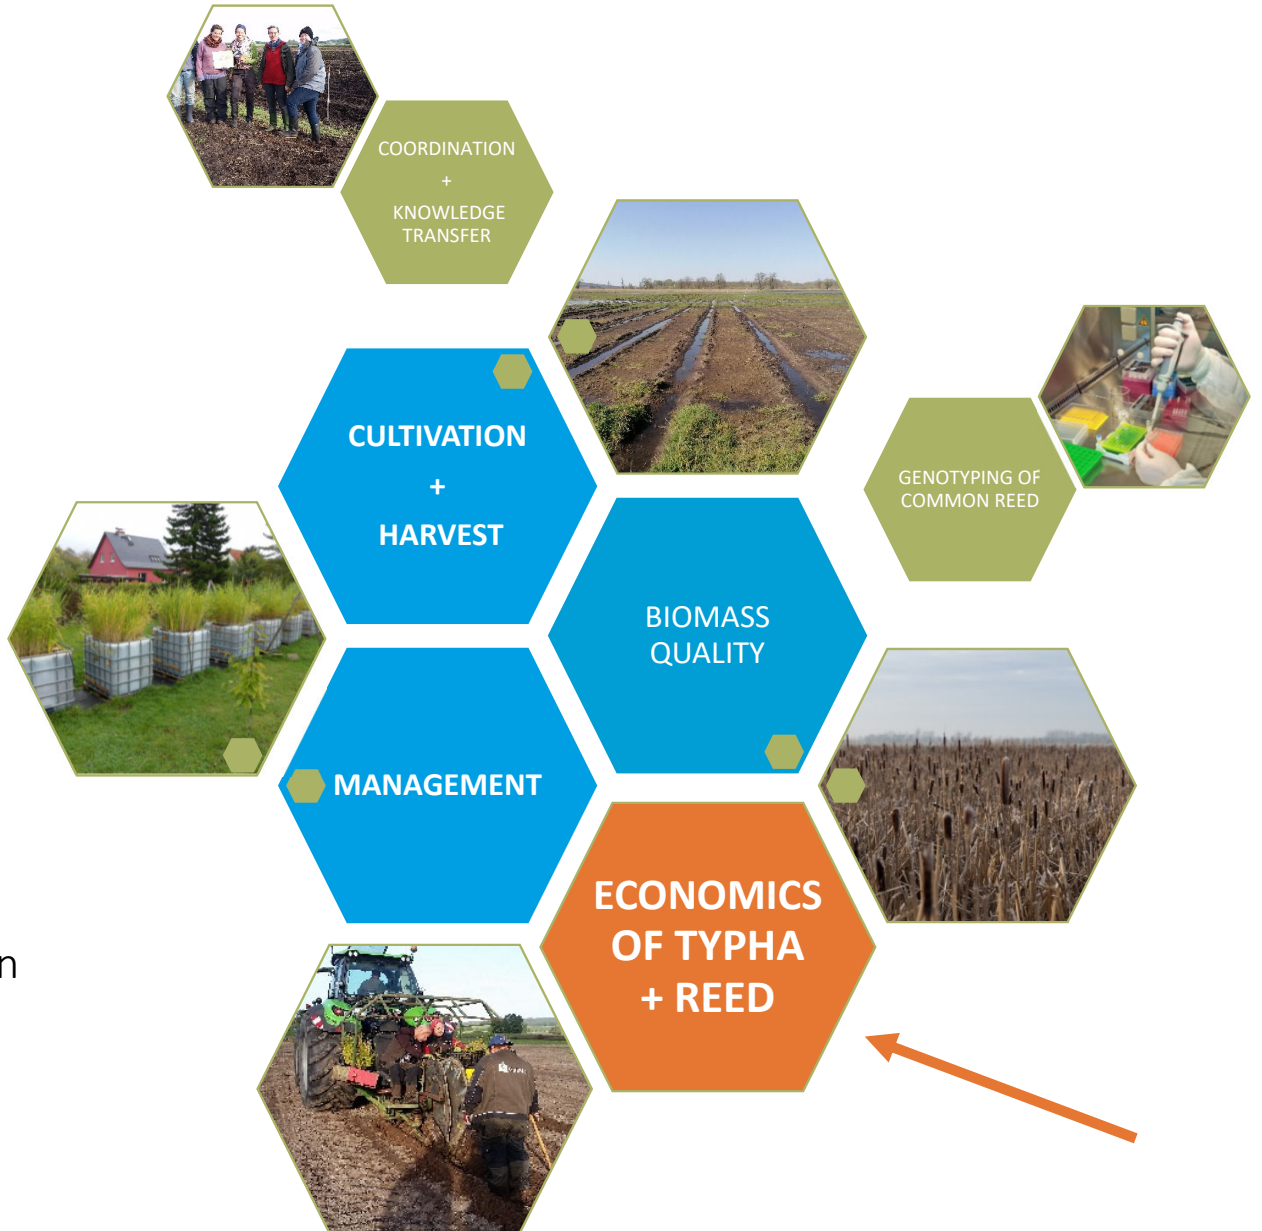 COORDINATION
+
KNOWLEDGE
TRANSFER
CULTIVATION
+
HARVEST
GENOTYPING OF
COMMON REED
BIOMASS
QUALITY
MANAGEMENT
ECONOMICS
OF TYPHA
+ REED
n